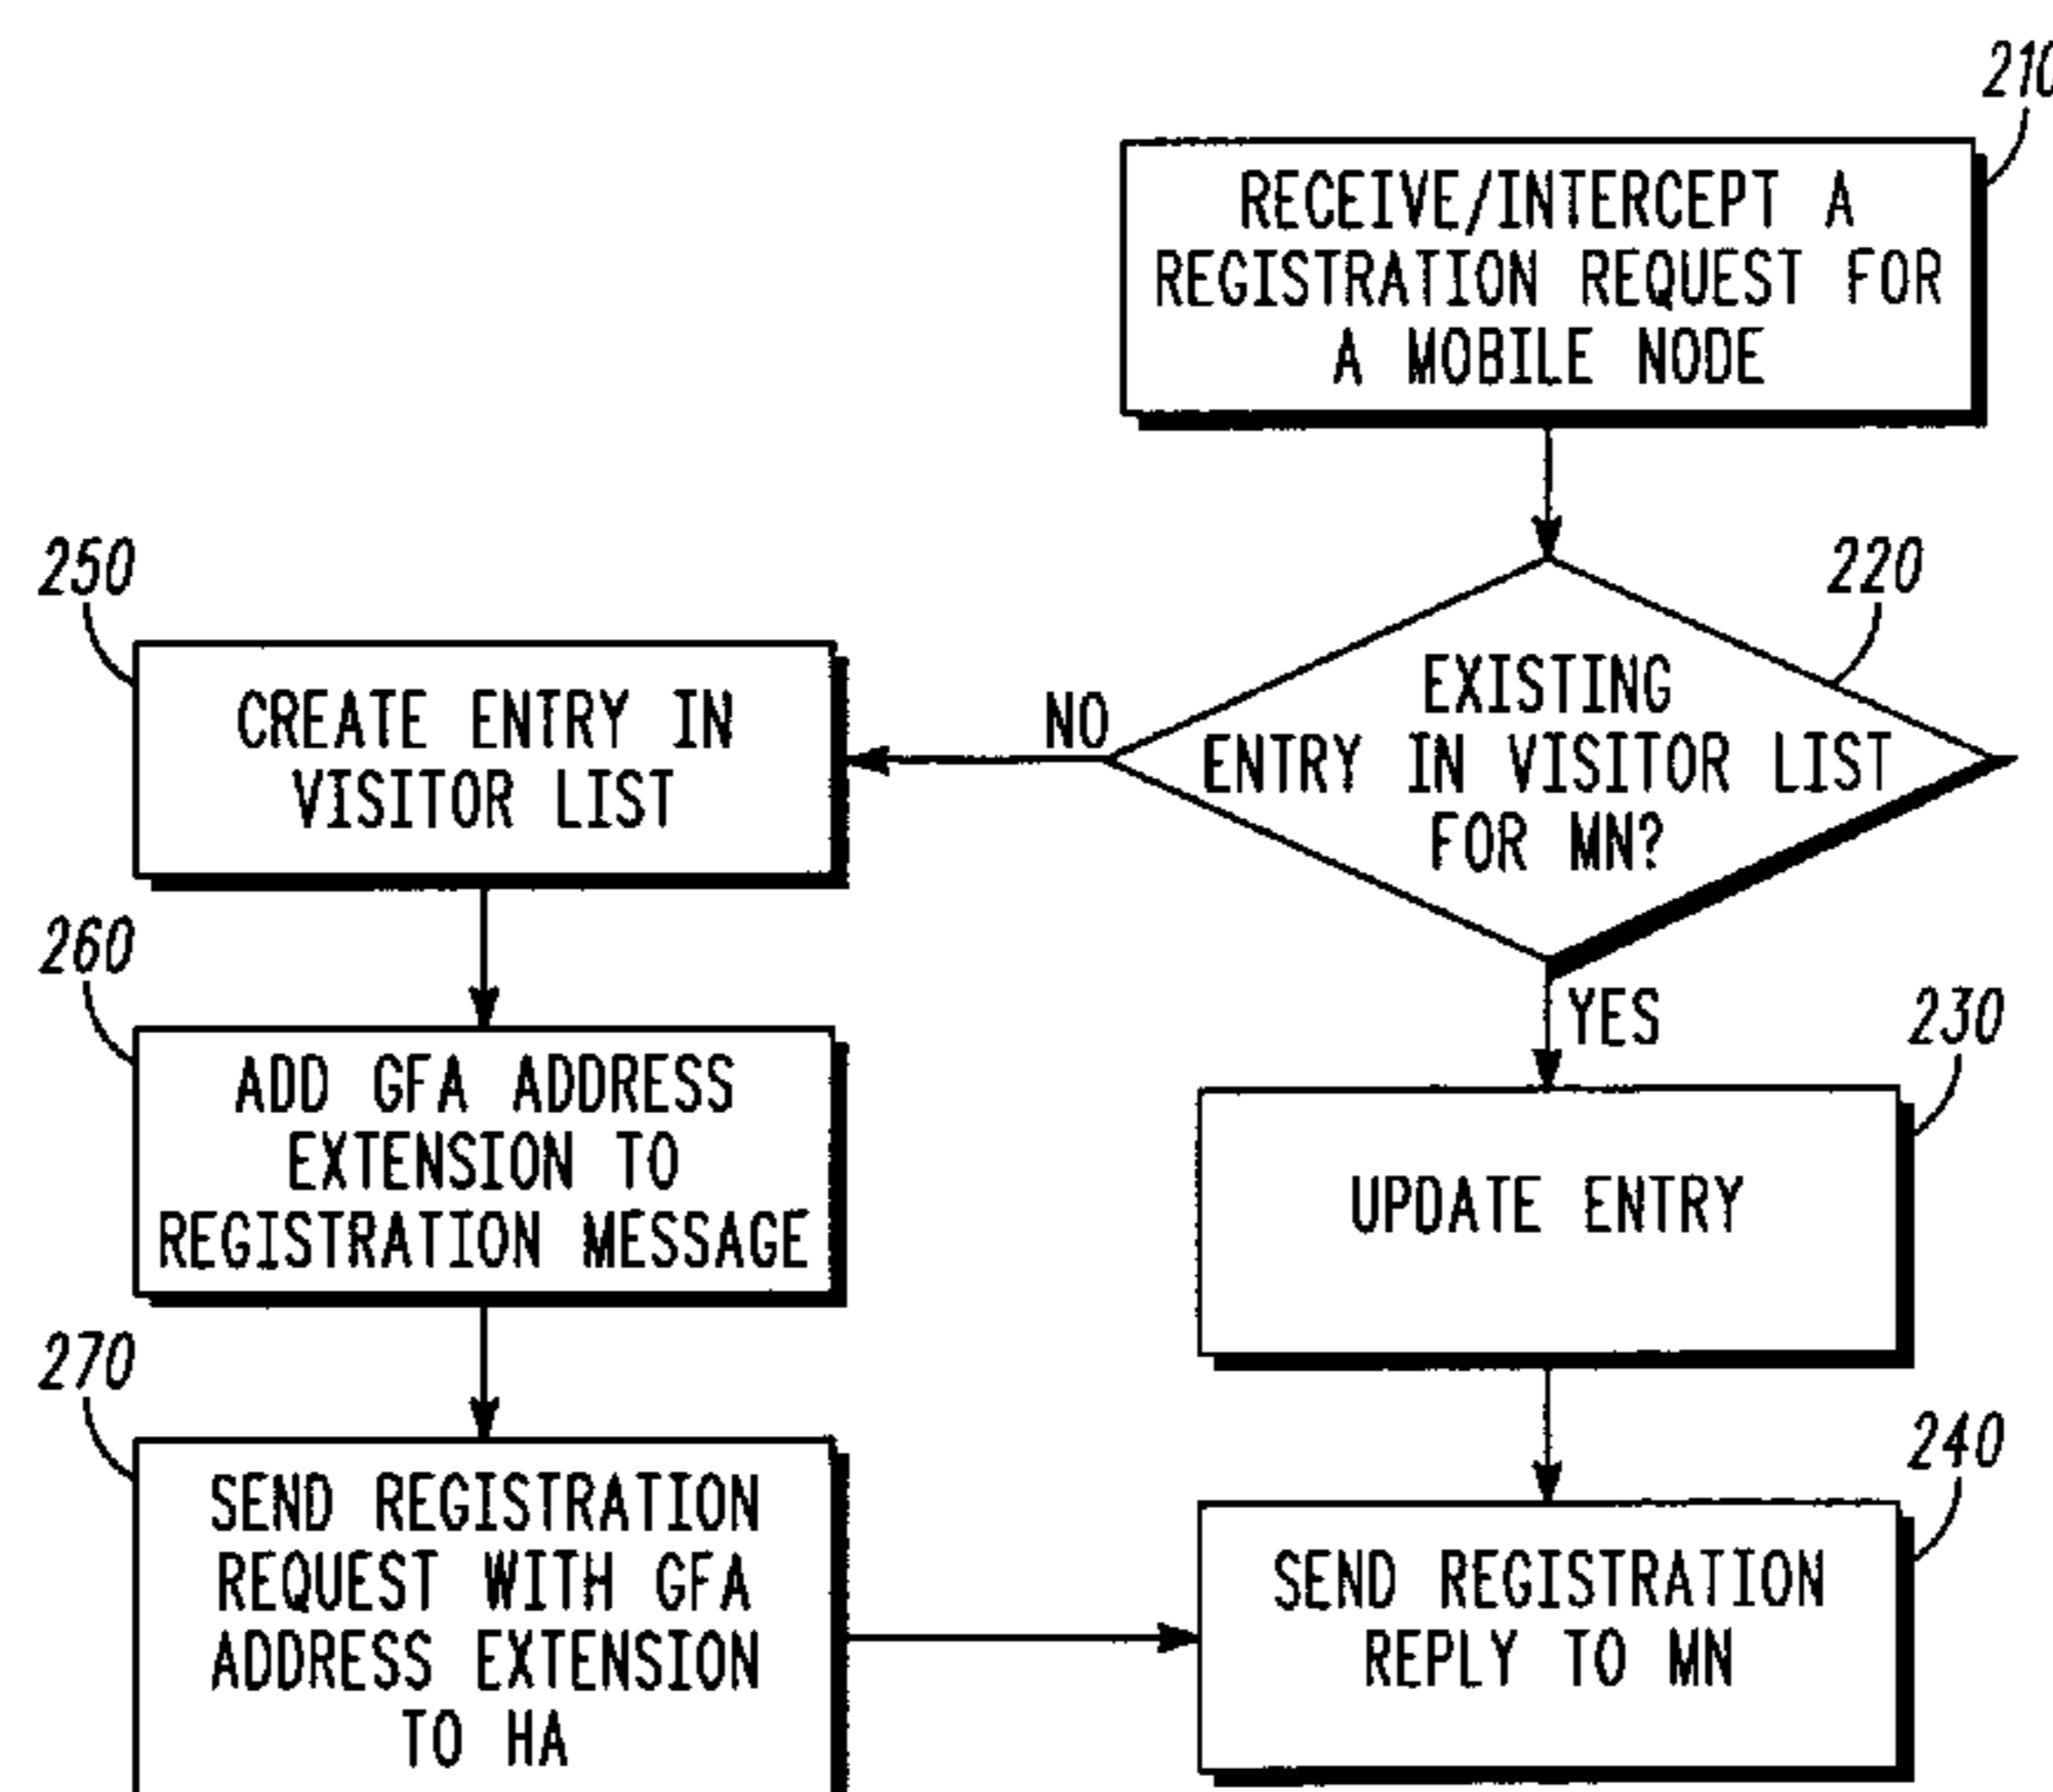 210
RECEIVE/INTERCEPT A
REGISTRATION REQUEST FOR
A MOBILE NODE
220
EXISTING
ENTRY IN VISITOR LIST
FOR MN?
NO
YES
250
CREATE ENTRY IN
VISITOR LIST
260
ADD GFA ADDRESS
EXTENSION TO
REGISTRATION MESSAGE
270
SEND REGISTRATION
REQUEST WITH GFA
ADDRESS EXTENSION
TO HA
230
UPDATE ENTRY
240
SEND REGISTRATION
REPLY TO MN